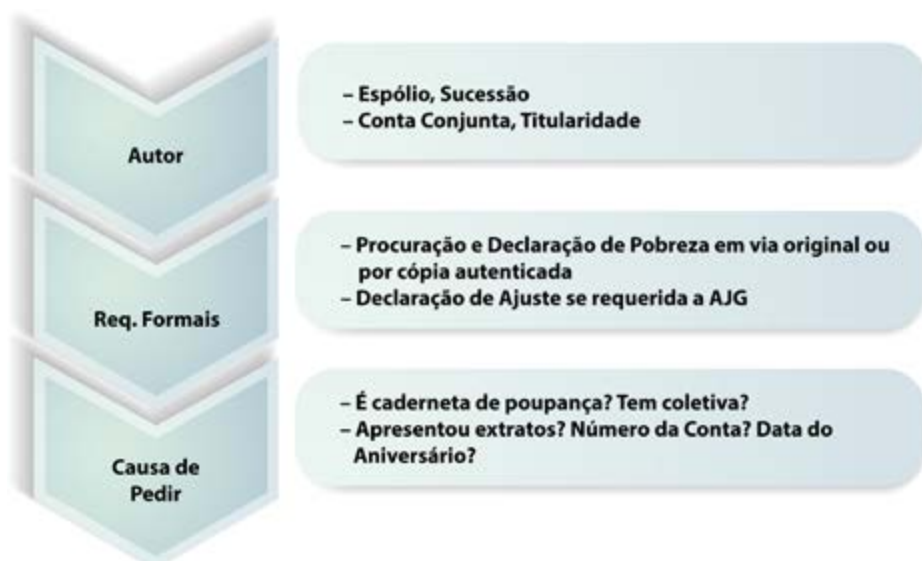 Autor
– Espólio, Sucessão
– Conta Conjunta, Titularidade
Req. Formais
– Procuração e Declaração de Pobreza em via original ou
por cópia autenticada
– Declaração de Ajuste se requerida a AJG
Causa de
Pedir
– É caderneta de poupança? Tem coletiva?
– Apresentou extratos? Número da Conta? Data do
Aniversário?